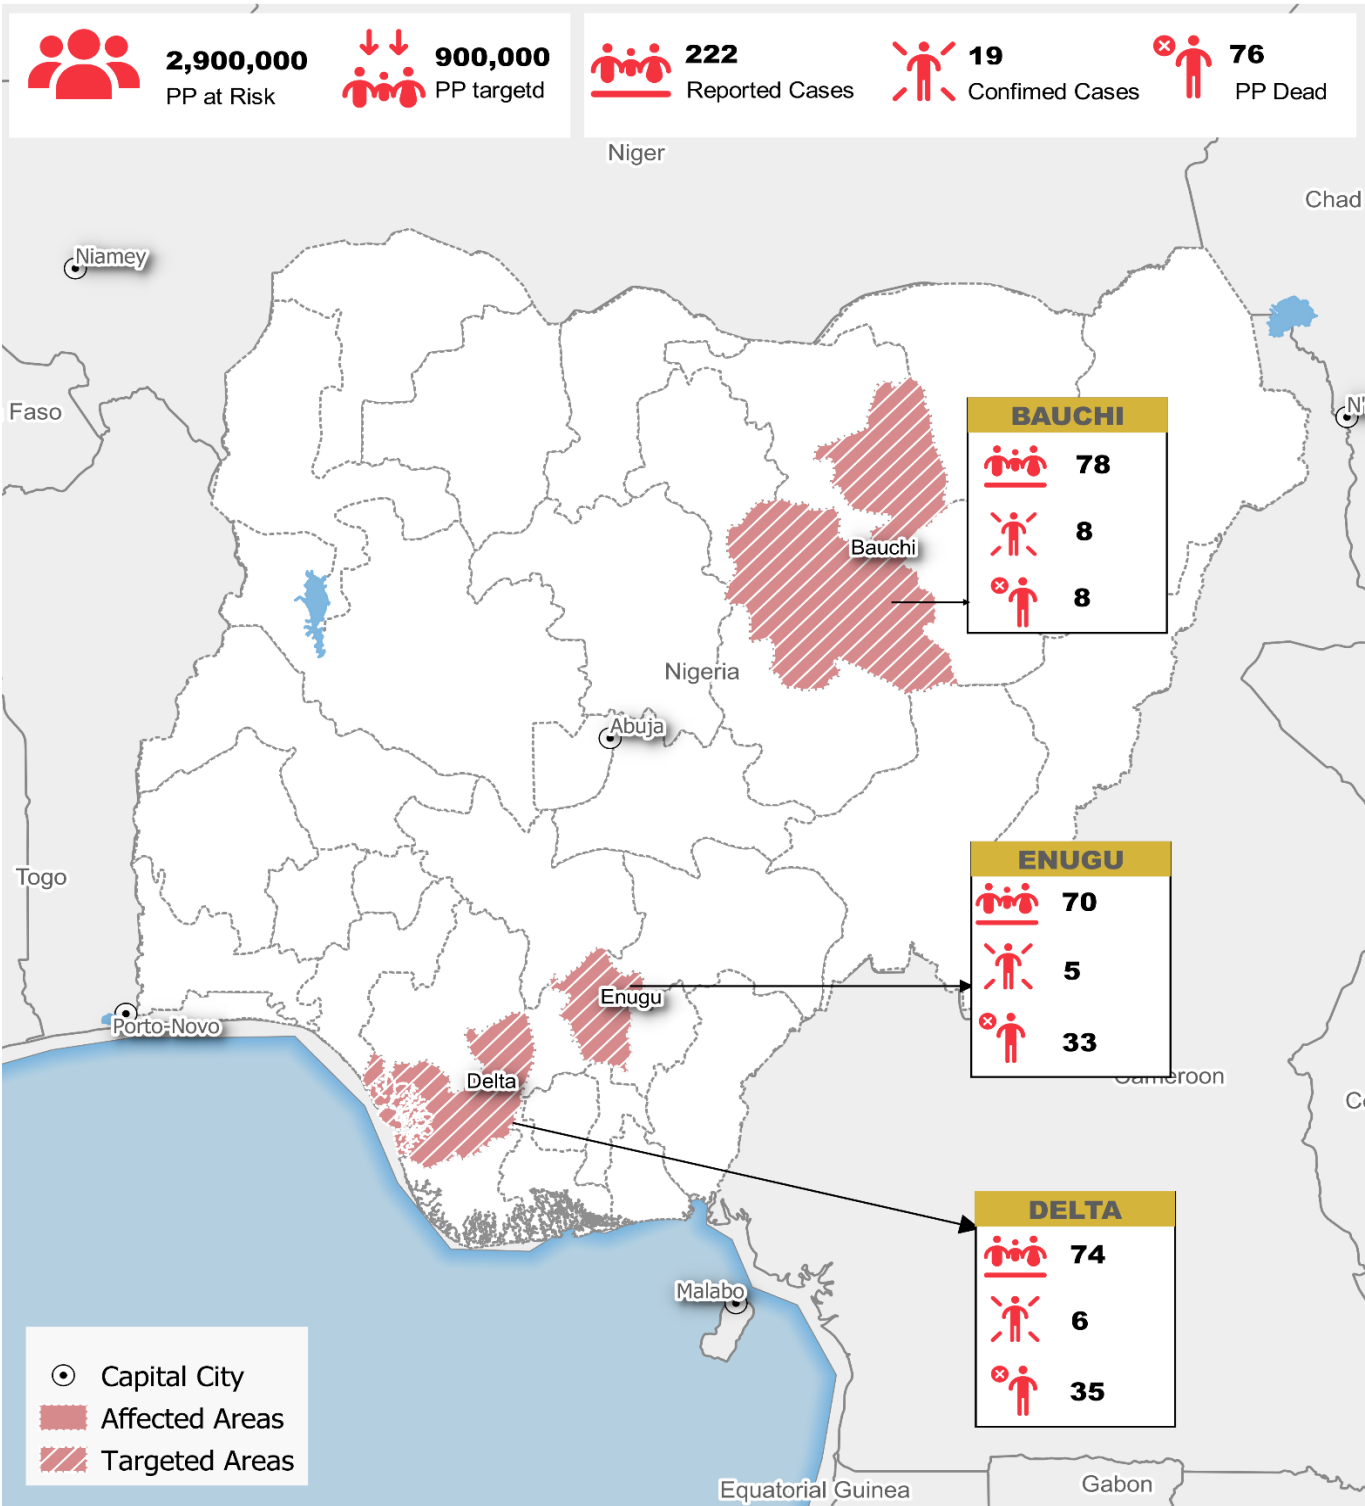 2,900,000
PP at Risk
900,000
PP targetd
222
Reported Cases
19
Confimed Cases
76
PP Dead
Niger
Chad
Niamey
Faso
N'
BAUCHI
78
8
8
Bauchi
Nigeria
Abuja
Togo
ENUGU
70
5
33
Enugu
Porto-Novo
Cameroon
Delta
DELTA
74
6
35
Malabo
Capital City
Affected Areas
Targeted Areas
Equatorial Guinea
Gabon